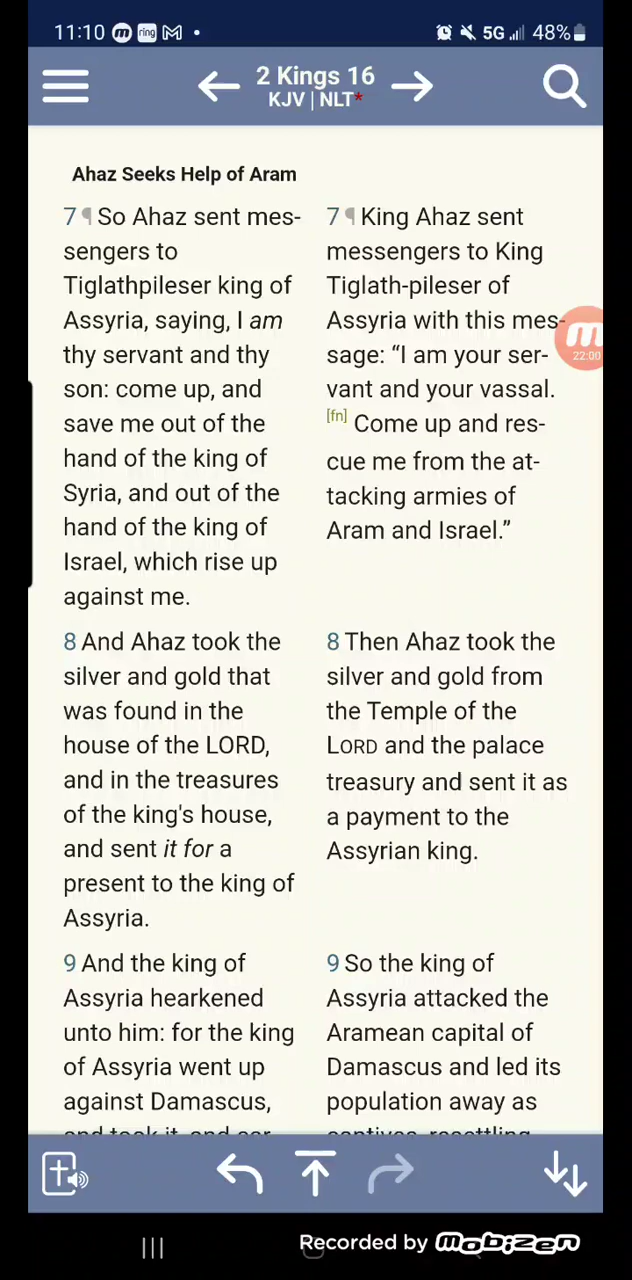 11:10 m ring M • 5G 48%
2 Kings 16
KJV | NLT*
Ahaz Seeks Help of Aram
7 ¶ So Ahaz sent mes-
sengers to
Tiglathpileser king of
Assyria, saying, I am
thy servant and thy
son: come up, and
save me out of the
hand of the king of
Syria, and out of the
hand of the king of
Israel, which rise up
against me.
7 ¶ King Ahaz sent
messengers to King
Tiglath-pileser of
Assyria with this mes-
sage: “I am your ser-
vant and your vassal.
[fn] Come up and res-
cue me from the at-
tacking armies of
Aram and Israel.”
m
22:00
8 And Ahaz took the
silver and gold that
was found in the
house of the LORD,
and in the treasures
of the king's house,
and sent it for a
present to the king of
Assyria.
8 Then Ahaz took the
silver and gold from
the Temple of the
LORD and the palace
treasury and sent it as
a payment to the
Assyrian king.
9 And the king of
Assyria hearkened
unto him: for the king
of Assyria went up
against Damascus,
and took it, and car-
9 So the king of
Assyria attacked the
Aramean capital of
Damascus and led its
population away as
captives, resettling
Recorded by mobizen